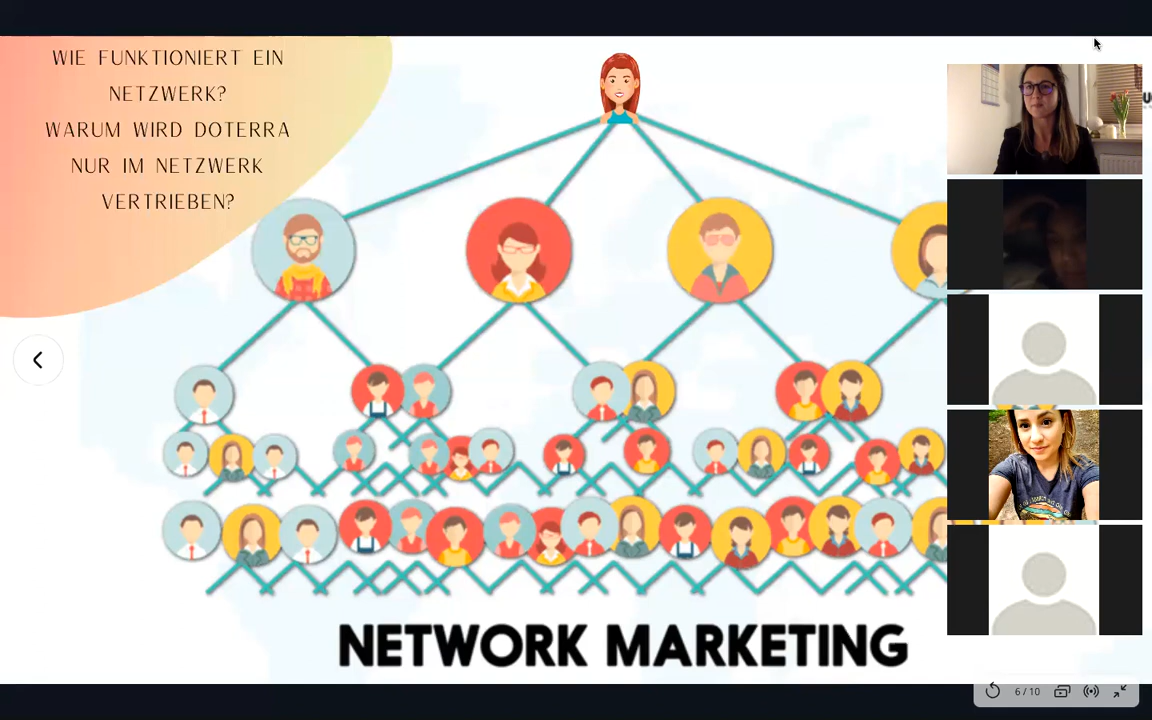 WIE FUNKTIONIERT EIN
NETZWERK?
WARUM WIRD DOTERRA
NUR IM NETZWERK
VERTRIEBEN?
NETWORK MARKETING
6/10